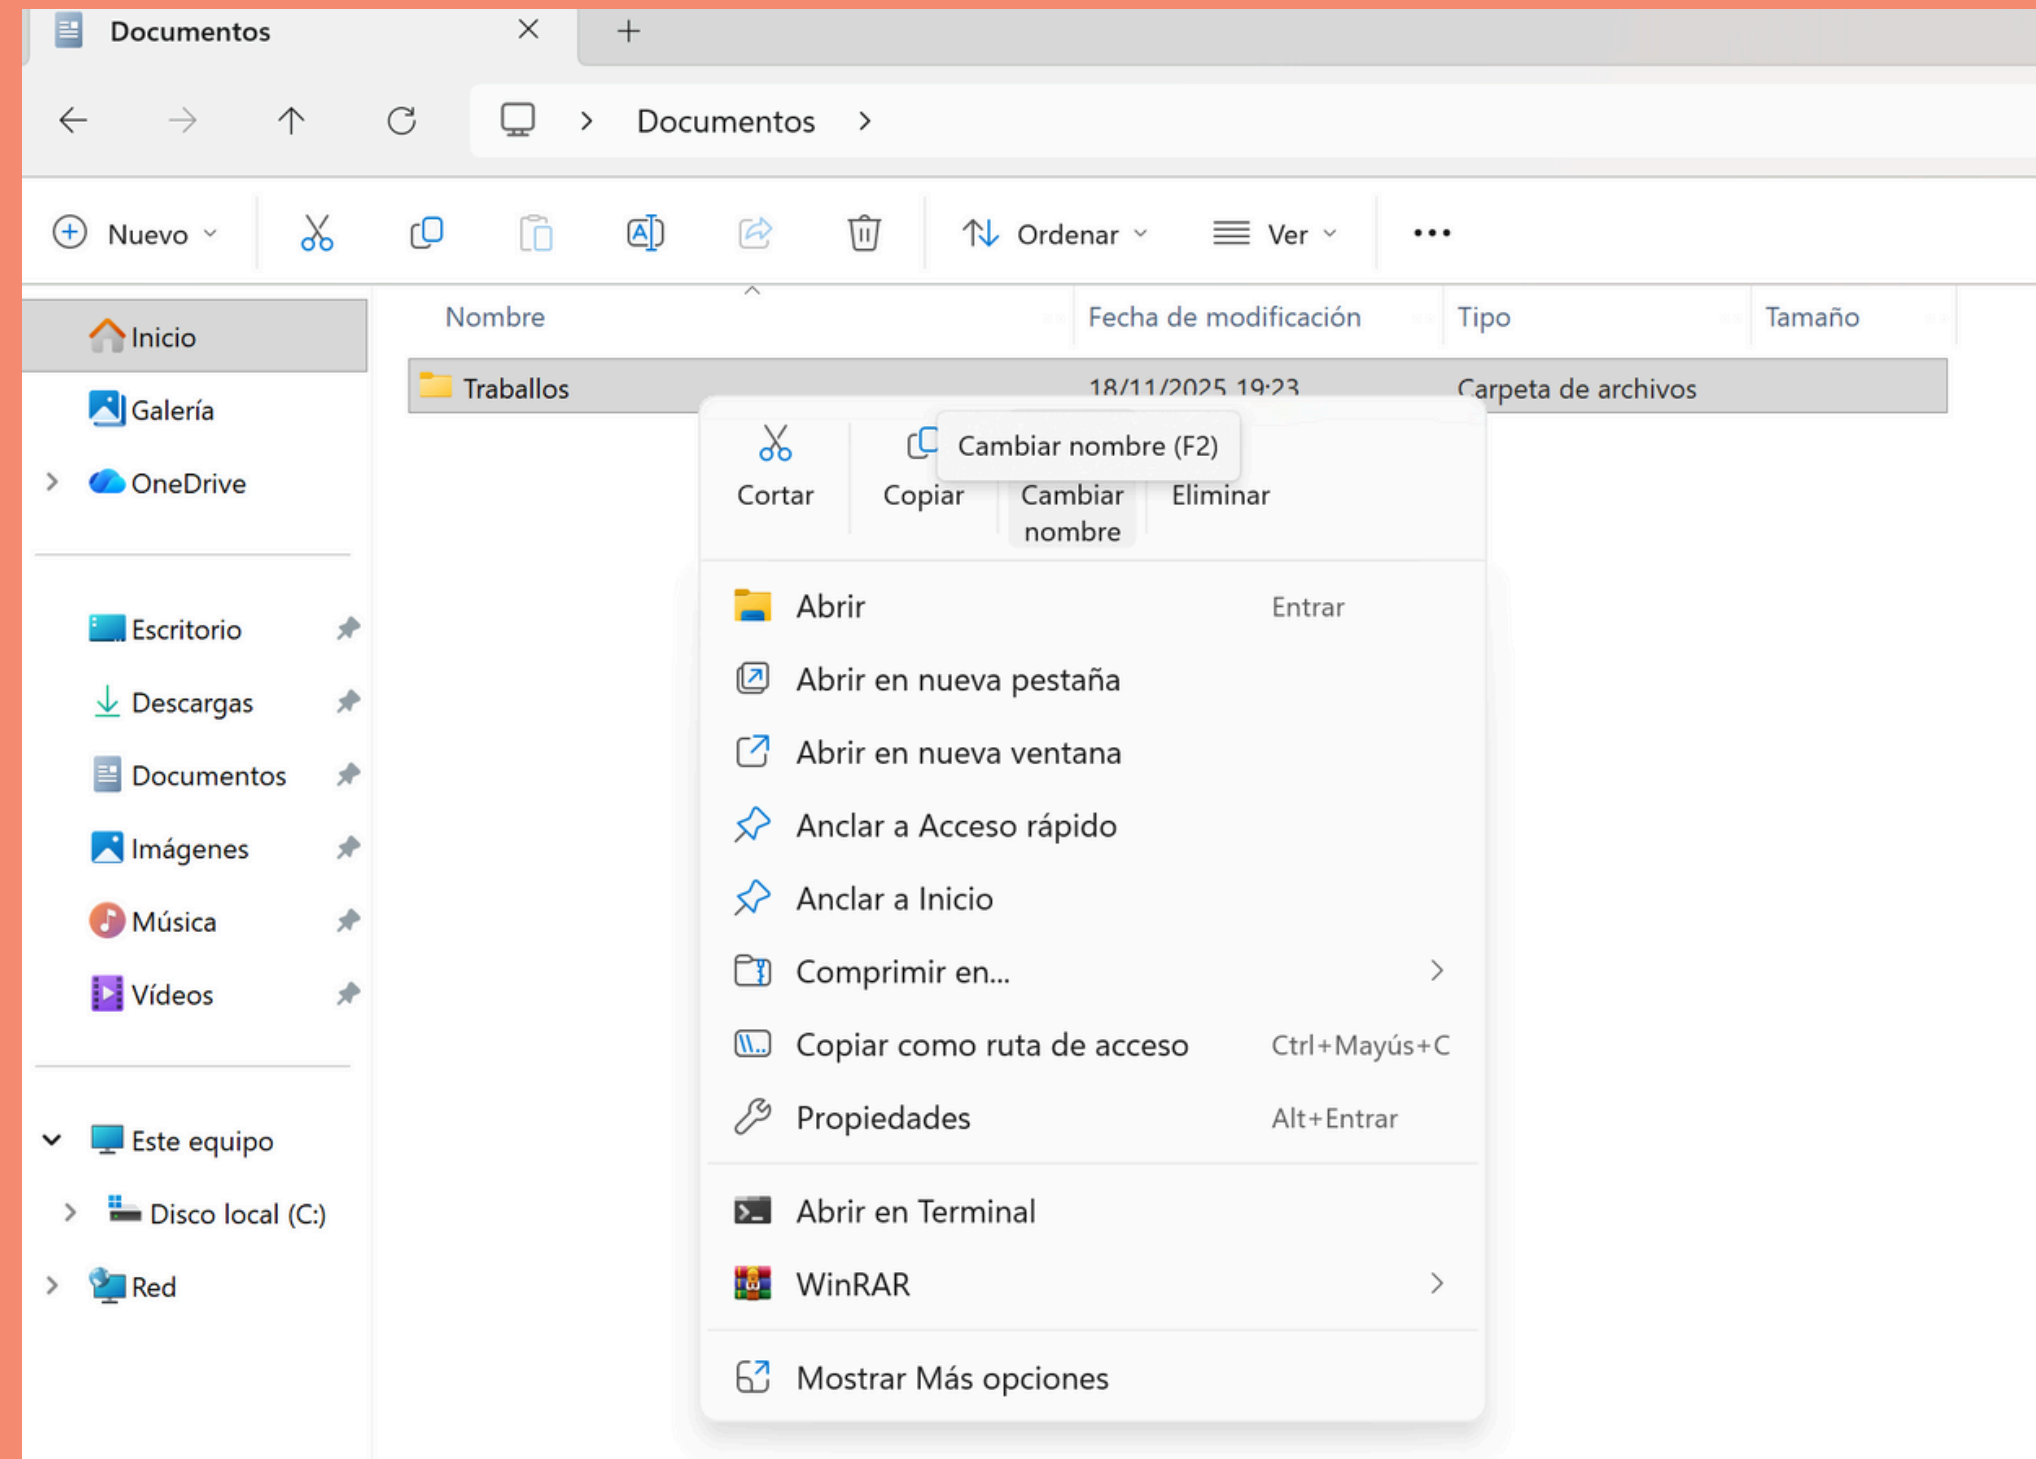 Documentos
Documentos
Nuevo
Ordenar
Ver
Nombre
Fecha de modificación
Tipo
Tamaño
Traballos
18/11/2025 19:23
Carpeta de archivos
Inicio
Galería
OneDrive
Escritorio
Descargas
Documentos
Imágenes
Música
Vídeos
Este equipo
Disco local (C:)
Red
Cambiar nombre (F2)
Cortar
Copiar
Cambiar
nombre
Eliminar
Abrir Entrar
Abrir en nueva pestaña
Abrir en nueva ventana
Anclar a Acceso rápido
Anclar a Inicio
Comprimir en...
Copiar como ruta de acceso Ctrl+Mayús+C
Propiedades Alt+Entrar
Abrir en Terminal
WinRAR
Mostrar Más opciones